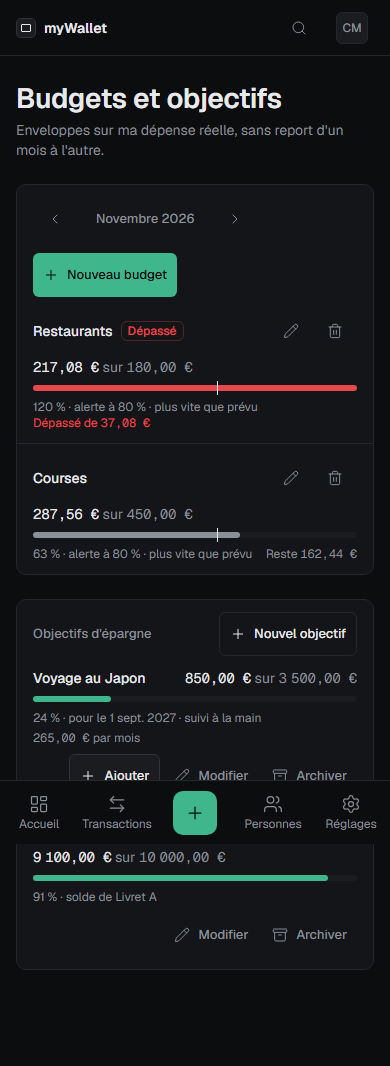 myWallet
CM
Budgets et objectifs
Enveloppes sur ma dépense réelle, sans report d'un
mois à l'autre.
Novembre 2026
Nouveau budget
Restaurants Dépassé
217,08 € sur 180,00 €
120 % · alerte à 80 % · plus vite que prévu
Dépassé de 37,08 €
Courses
287,56 € sur 450,00 €
63 % · alerte à 80 % · plus vite que prévu Reste 162,44 €
Objectifs d'épargne Nouvel objectif
Voyage au Japon 850,00 € sur 3 500,00 €
24 % · pour le 1 sept. 2027 · suivi à la main
265,00 € par mois
Ajouter Modifier Archiver
Accueil Transactions Personnes Réglages
9 100,00 € sur 10 000,00 €
91 % · solde de Livret A
Modifier Archiver